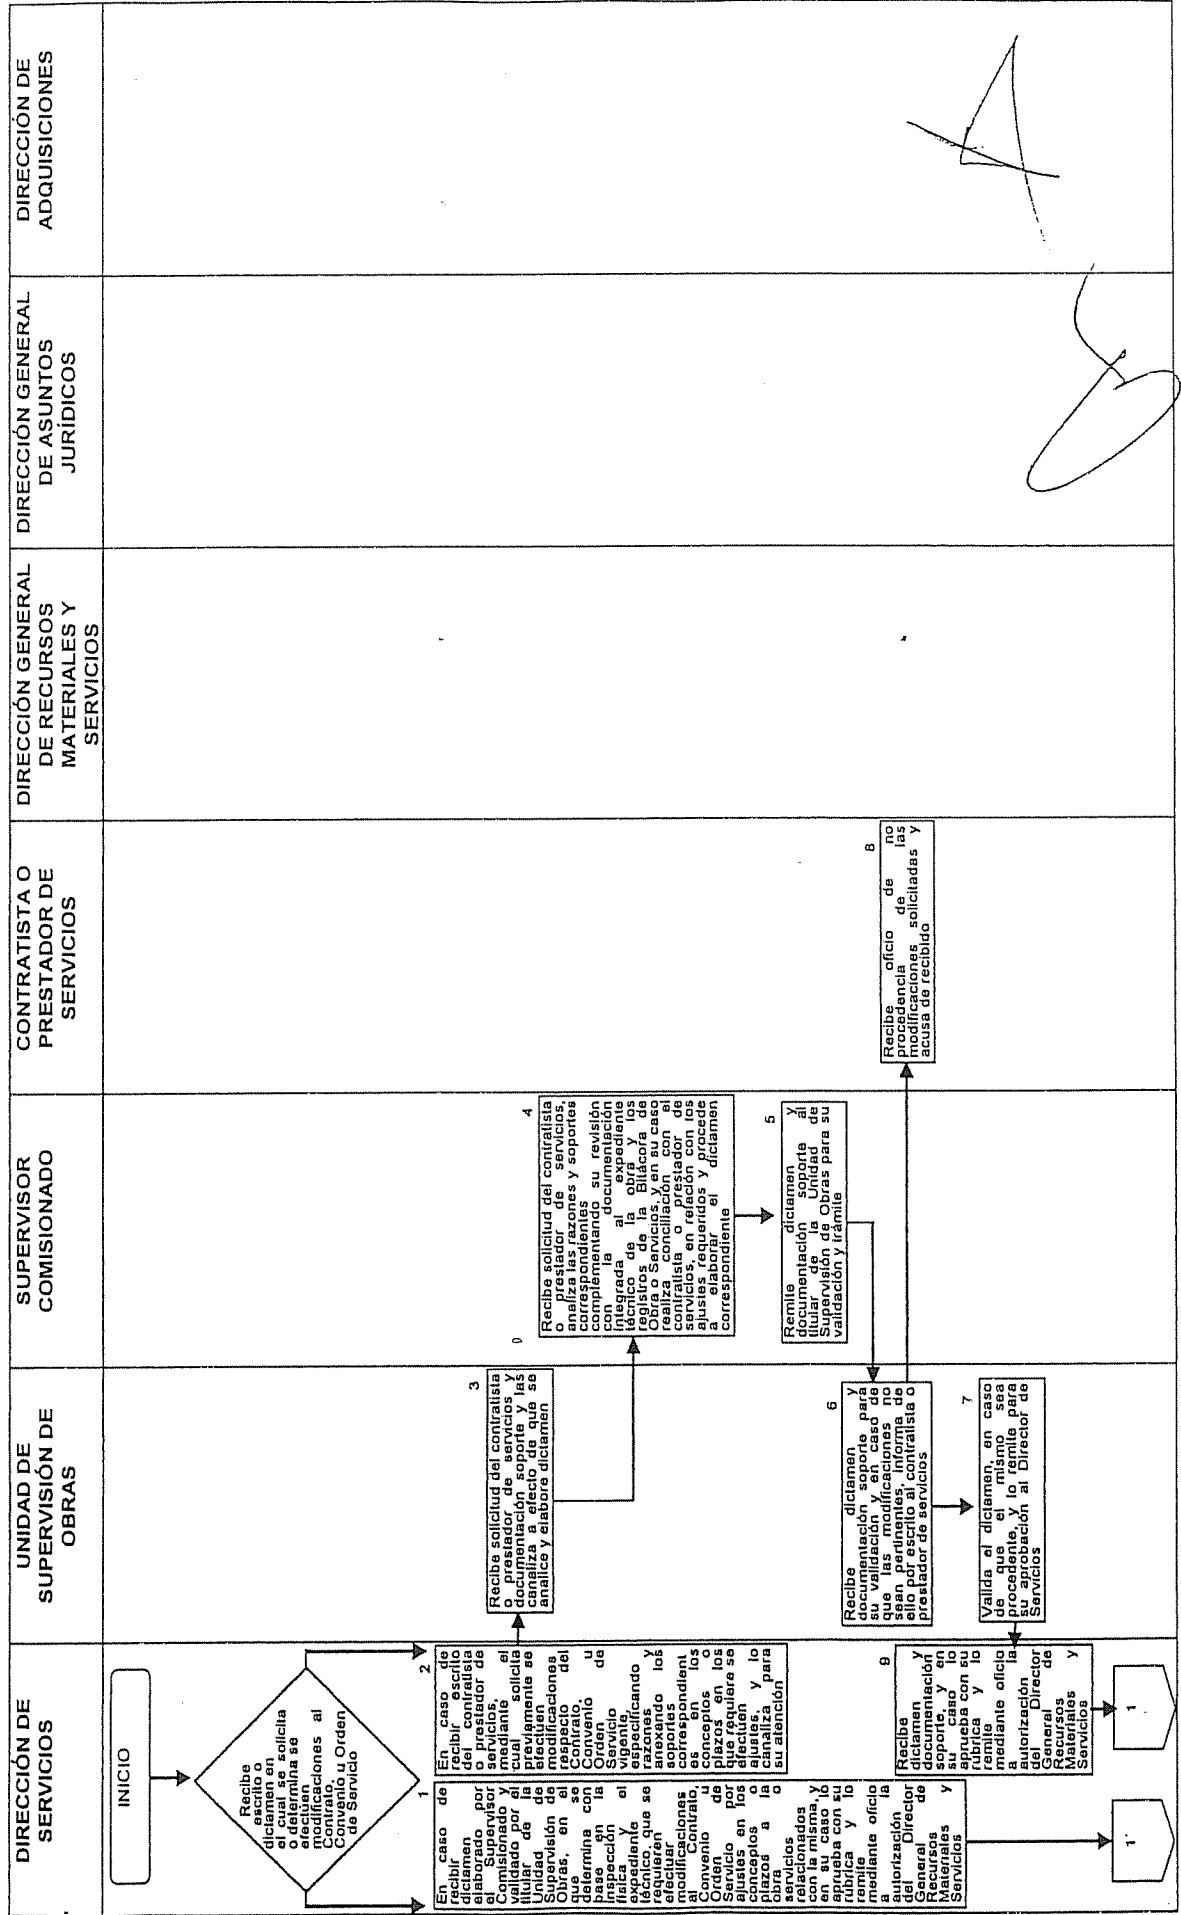 DIRECCIÓN DE
SERVICIOS
UNIDAD DE
SUPERVISIÓN DE
OBRAS
SUPERVISOR
COMISIONADO
CONTRATISTA O
PRESTADOR DE
SERVICIOS
DIRECCIÓN GENERAL
DE RECURSOS
MATERIALES Y
SERVICIOS
DIRECCIÓN GENERAL
DE ASUNTOS
JURÍDICOS
DIRECCIÓN DE
ADQUISICIONES
INICIO
Recibe
escrito o
dictamen en
el cual se solicita
o determina se
efectúen
modificaciones al
Contrato,
Convenio u Orden
de Servicio
1
En caso de
recibir
dictamen
elaborado por
el Supervisor
Comisionado y
validado por el
titular de la
Unidad de
Supervisión de
Obras, en el
que se
determina con
base en la
inspección
física y el
expediente
técnico, que se
requieren
efectuar
modificaciones
al Contrato,
Convenio u
Orden de
Servicio por
ajustes en los
conceptos o
plazos a la
obra o
servicios
relacionados
con la misma, y
en su caso lo
aprueba con su
rúbrica y lo
remite
mediante oficio
a la
autorización
del Director
General de
Recursos
Materiales y
Servicios
2
En caso de
recibir escrito
del contratista
o prestador de
servicios,
mediante el
cual solicita
previamente se
efectúen
modificaciones
respecto del
Contrato,
Convenio u
Orden de
Servicio
vigente,
especificando
razones y
anexando los
soportes
correspondient
es en los
conceptos o
plazos en los
que requiere se
efectúen los
ajustes, y lo
canaliza para
su atención
3
Recibe solicitud del contratista
o prestador de servicios y
documentación soporte y las
canaliza a efecto de que se
analice y elabore dictamen
0
4
Recibe solicitud del contratista
o prestador de servicios,
analiza las razones y soportes
correspondientes
complementando su revisión
con la documentación
integrada al expediente
técnico de la obra y los
registros de la Bitácora de
Obra o Servicios, y en su caso
realiza conciliación con el
contratista o prestador de
servicios, en relación con los
ajustes requeridos y procede
a elaborar el dictamen
correspondiente
5
Remite dictamen y
documentación soporte al
titular de la Unidad de
Supervisión de Obras para su
validación y trámite
6
Recibe dictamen y
documentación soporte para
su validación y en caso de
que las modificaciones no
sean pertinentes, informa de
ello por escrito al contratista o
prestador de servicios
7
Valida el dictamen, en caso
de que el mismo sea
procedente, y lo remite para
su aprobación al Director de
Servicios
8
Recibe oficio de no
procedencia de las
modificaciones solicitadas y
acusa de recibido
9
Recibe
dictamen y
documentación
soporte, y en
su caso lo
aprueba con su
rúbrica y lo
remite
mediante oficio
a la
autorización
del Director
General de
Recursos
Materiales y
Servicios
1'
1